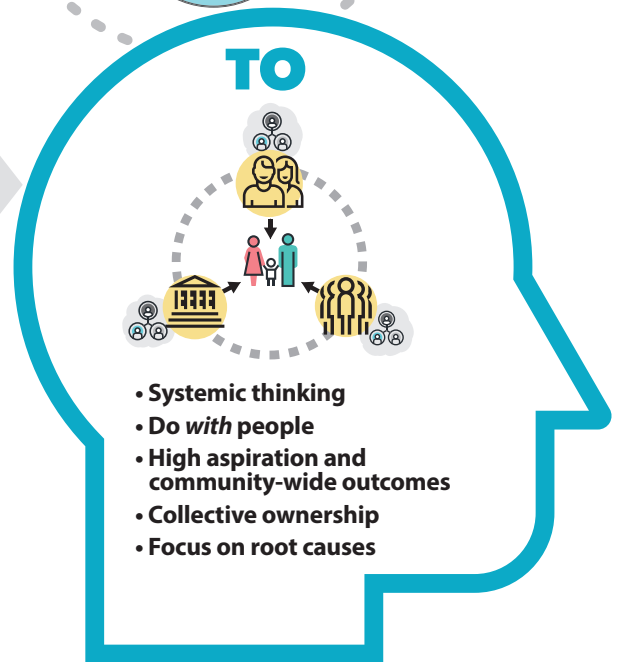 TO
• Systemic thinking
• Do with people
• High aspiration and
community-wide outcomes
• Collective ownership
• Focus on root causes